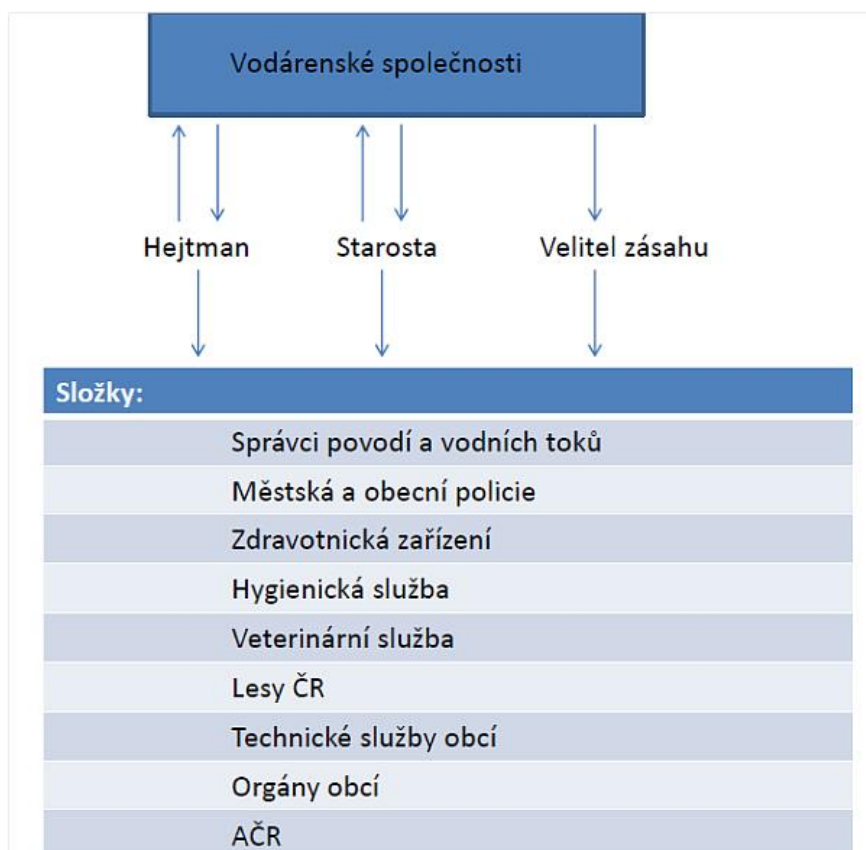 Vodárenské společnosti
Hejtman Starosta Velitel zásahu
Složky:
Správci povodí a vodních toků
Městská a obecní policie
Zdravotnická zařízení
Hygienická služba
Veterinární služba
Lesy ČR
Technické služby obcí
Orgány obcí
AČR